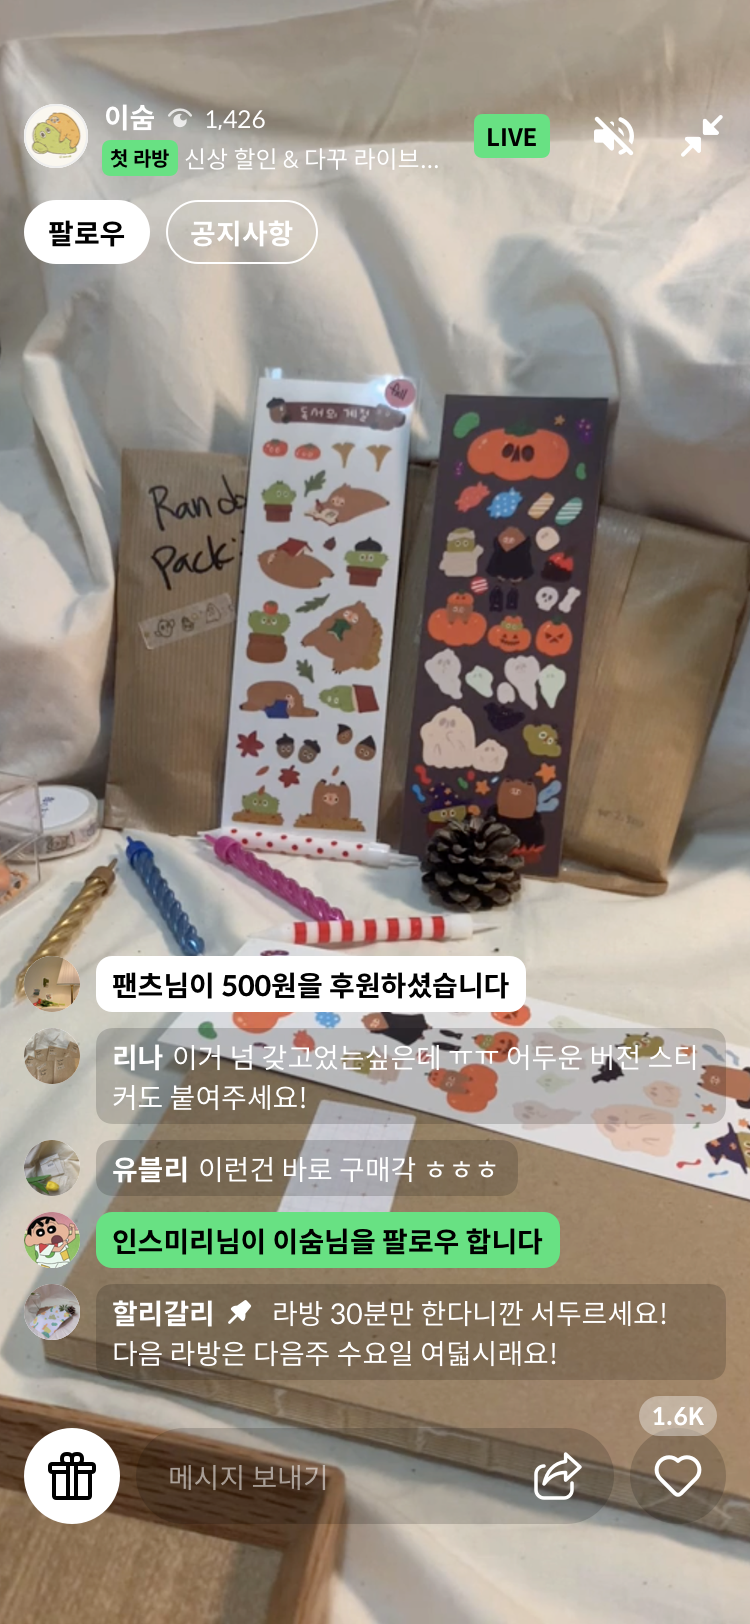 이숨 1,426
LIVE
첫 라방 신상 할인 & 다꾸 라이브...
팔로우 공지사항
fall
독서의 계절
Random
Pack:
팬츠님이 500원을 후원하셨습니다
리나 이거 넘 갖고있는싶은데 ㅠㅠ 어두운 버전 스티
커도 붙여주세요!
유블리 이런건 바로 구매각 ㅎㅎㅎ
인스미리님이 이숨님을 팔로우 합니다
할리갈리 라방 30분만 한다니깐 서두르세요!
다음 라방은 다음주 수요일 여덟시래요!
1.6K
메시지 보내기